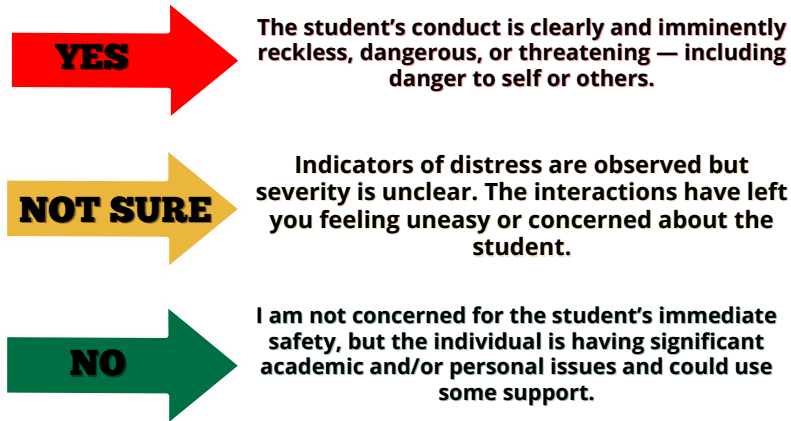 YES
The student’s conduct is clearly and imminently
reckless, dangerous, or threatening — including
danger to self or others.
NOT SURE
Indicators of distress are observed but
severity is unclear. The interactions have left
you feeling uneasy or concerned about the
student.
NO
I am not concerned for the student’s immediate
safety, but the individual is having significant
academic and/or personal issues and could use
some support.